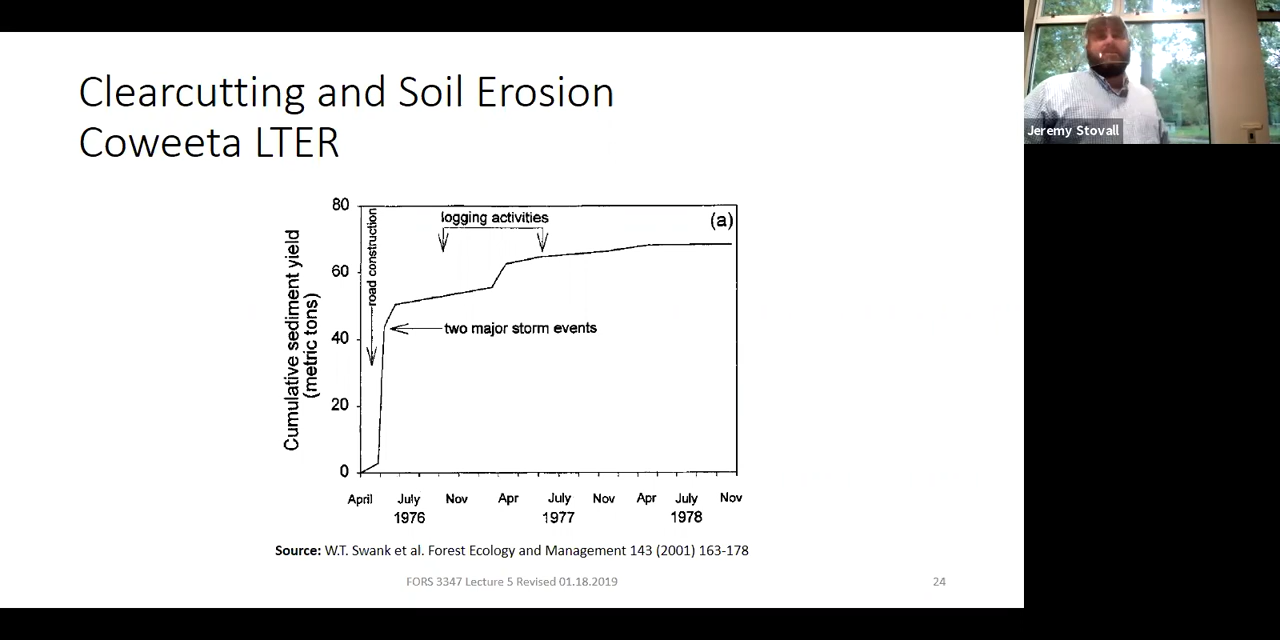 Clearcutting and Soil Erosion
Coweeta LTER
Cumulative sediment yield
(metric tons)
80
60
40
20
0
road construction
logging activities
(a)
two major storm events
April
July
Nov
Apr
July
Nov
Apr
July
Nov
1976
1977
1978
Source: W.T. Swank et al. Forest Ecology and Management 143 (2001) 163-178
FORS 3347 Lecture 5 Revised 01.18.2019
24
Jeremy Stovall